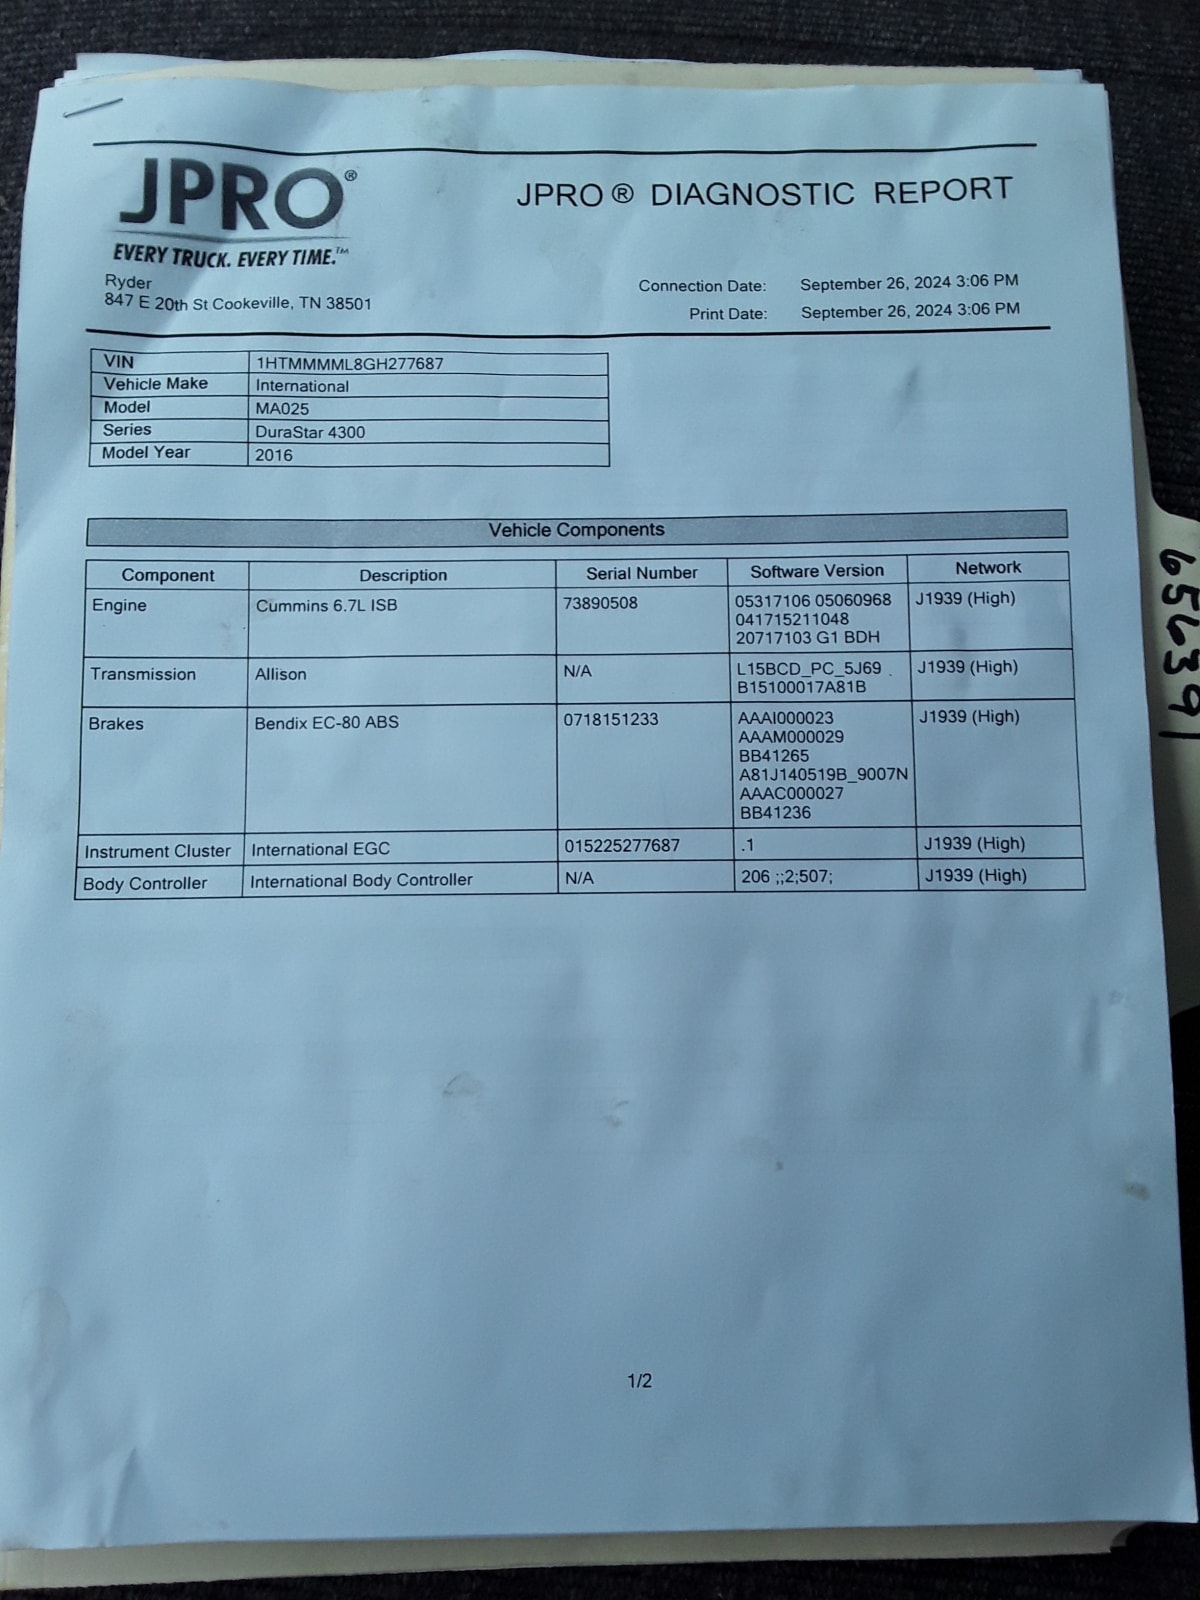 JPRO®
EVERY TRUCK. EVERY TIME.™
JPRO® DIAGNOSTIC REPORT
Ryder
847 E 20th St Cookeville, TN 38501
Connection Date: September 26, 2024 3:06 PM
Print Date: September 26, 2024 3:06 PM
VIN 1HTMMMML8GH277687
Vehicle Make International
Model MA025
Series DuraStar 4300
Model Year 2016
Vehicle Components
Component Description Serial Number Software Version Network
Engine Cummins 6.7L ISB 73890508 05317106 05060968 J1939 (High)
041715211048
20717103 G1 BDH
Transmission Allison N/A L15BCD_PC_5J69 J1939 (High)
B15100017A81B
Brakes Bendix EC-80 ABS 0718151233 AAAI000023 J1939 (High)
AAAM000029
BB41265
A81J140519B_9007N
AAAC000027
BB41236
Instrument Cluster International EGC 015225277687 .1 J1939 (High)
Body Controller International Body Controller N/A 206 ;;2;507; J1939 (High)
1/2
656391